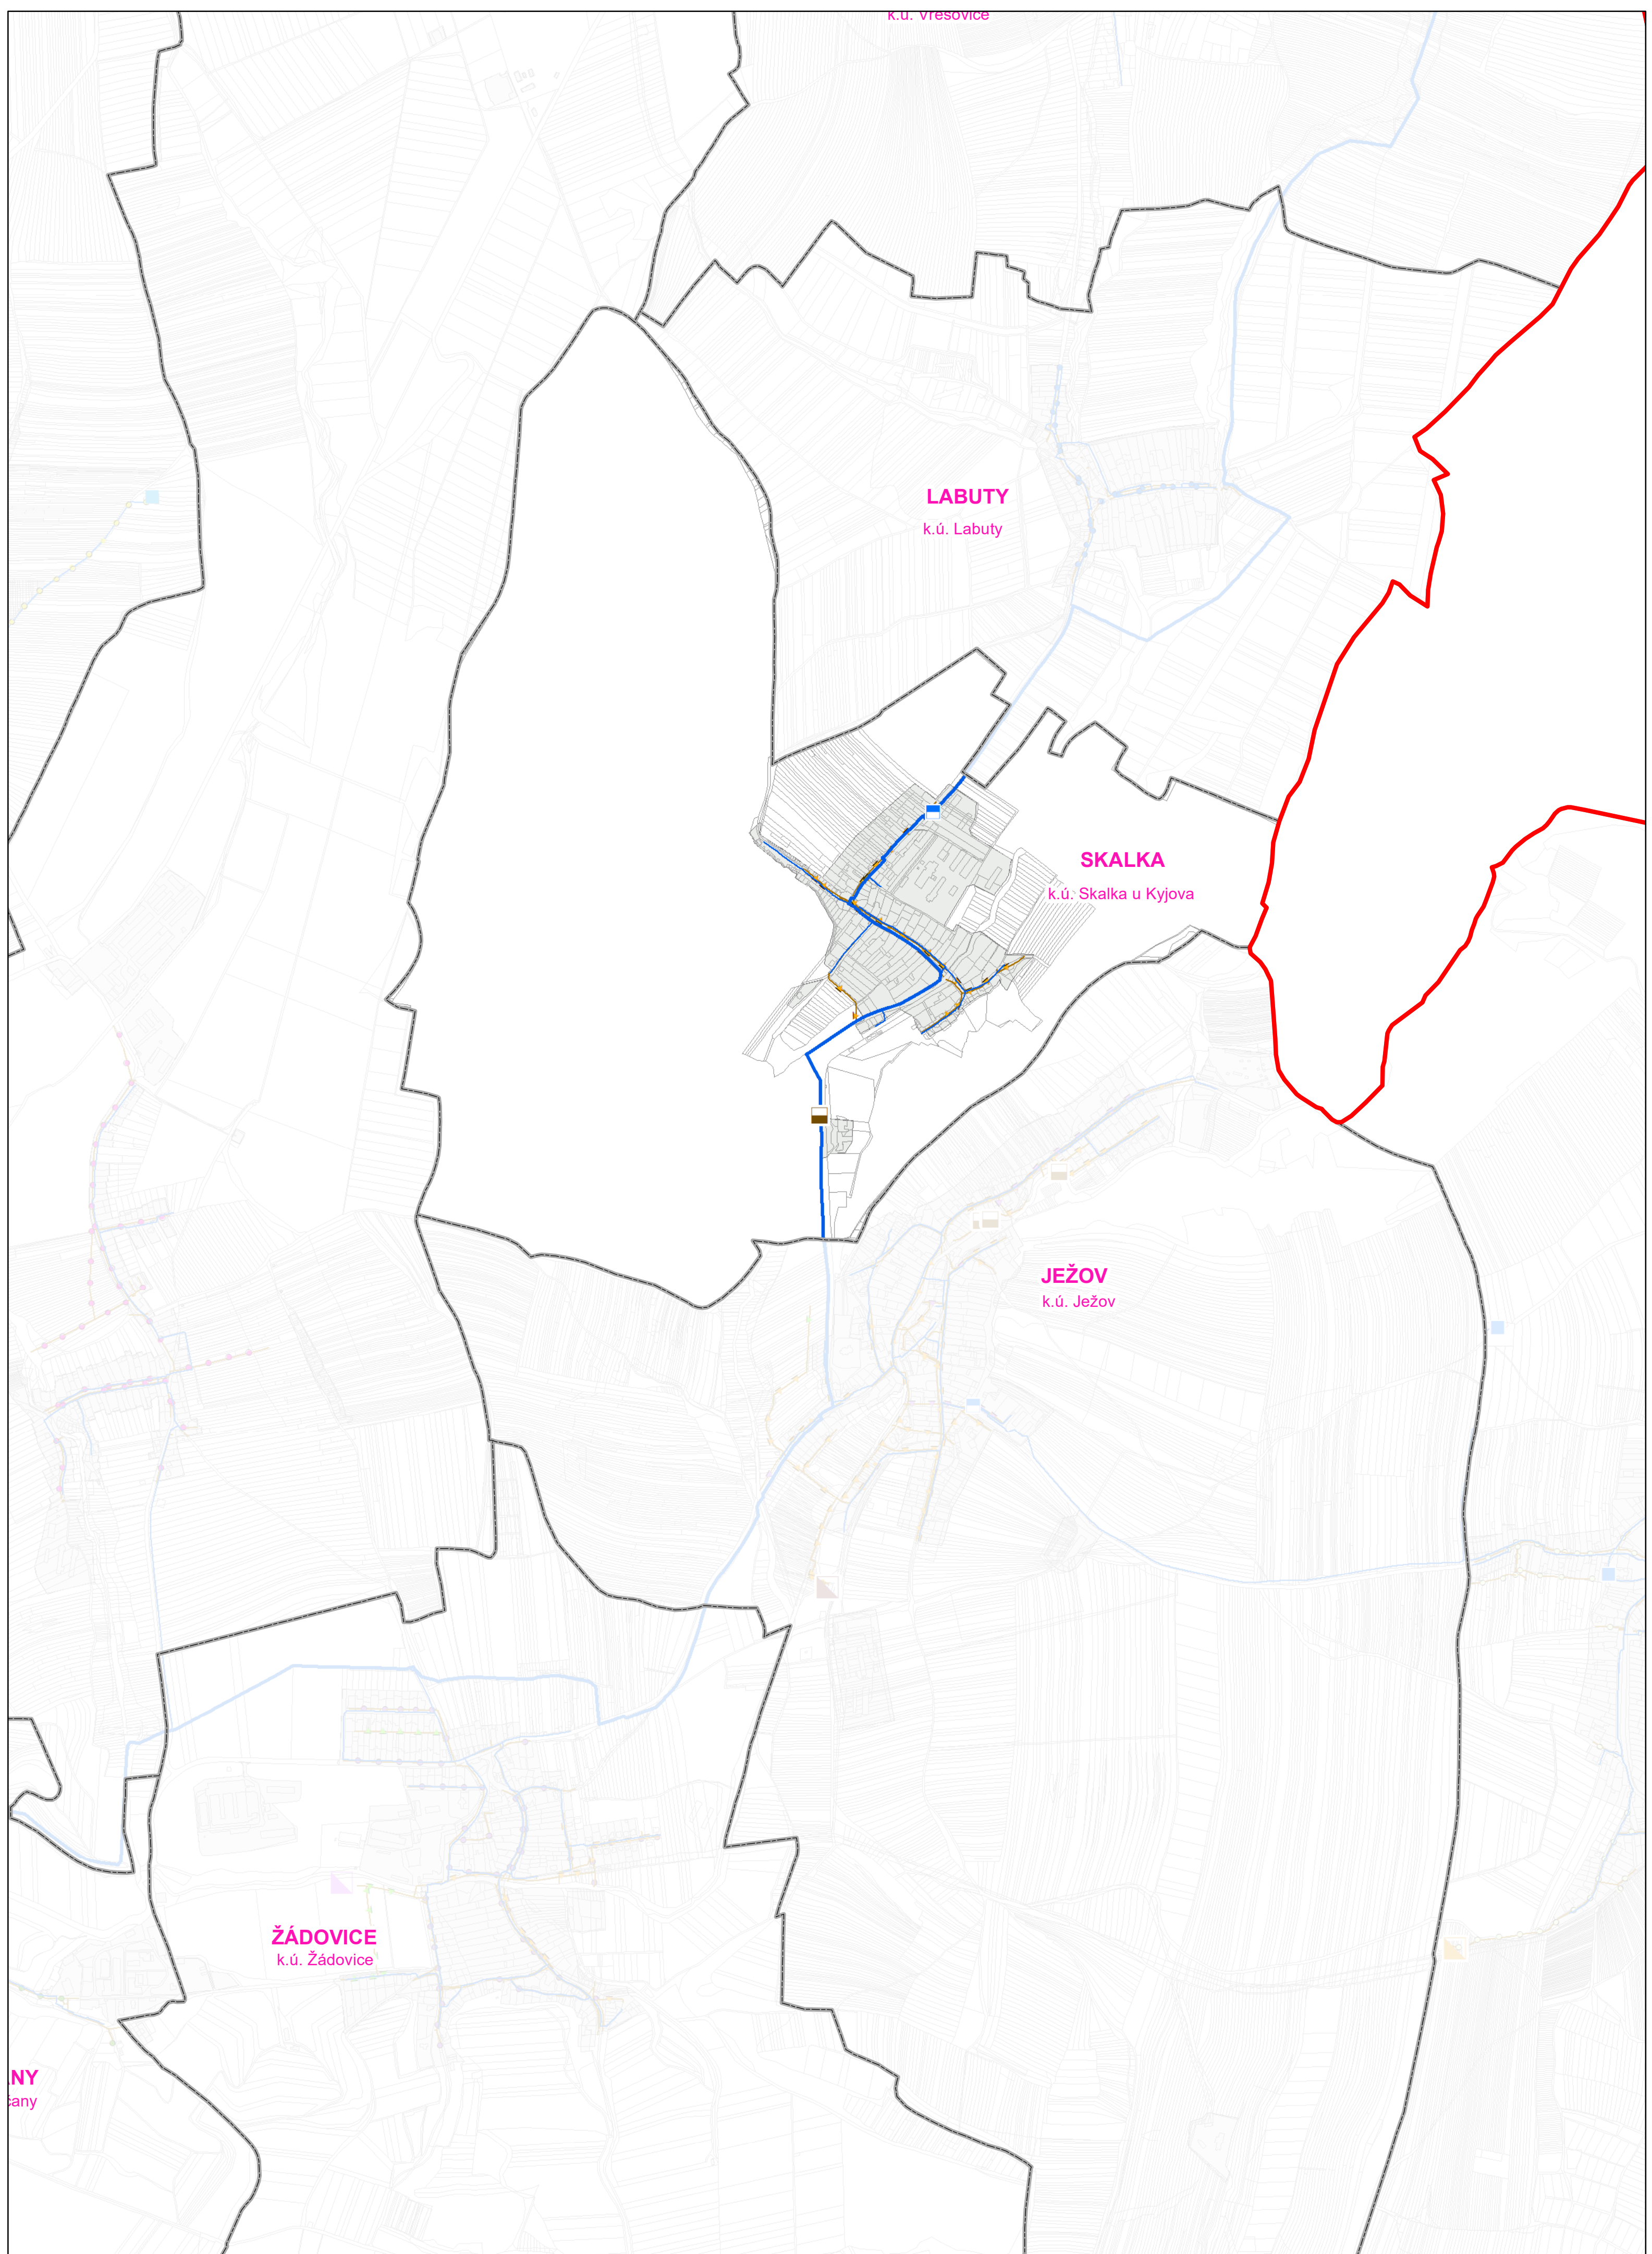 k.ú. Vřesovice
LABUTY
k.ú. Labuty
SKALKA
k.ú. Skalka u Kyjova
JEŽOV
k.ú. Ježov
ŽÁDOVICE
k.ú. Žádovice
NY
čany